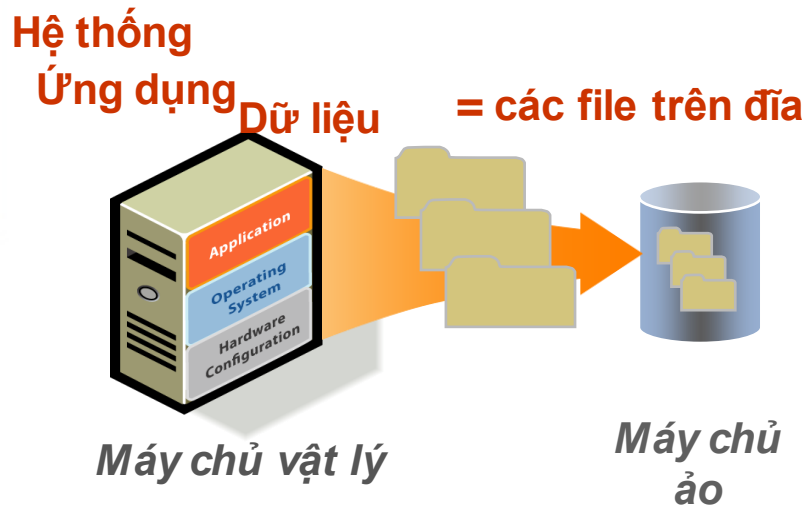 Hệ thống
Ứng dụng
Dữ liệu
= các file trên đĩa
Application
Operating
System
Hardware
Configuration
Máy chủ vật lý
Máy chủ
ảo